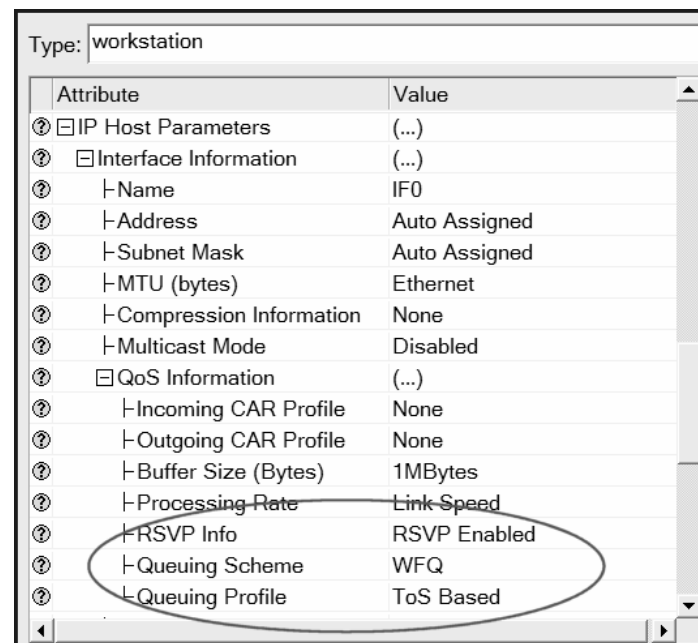 Type: workstation
Attribute Value
IP Host Parameters (...)
Interface Information (...)
Name IF0
Address Auto Assigned
Subnet Mask Auto Assigned
MTU (bytes) Ethernet
Compression Information None
Multicast Mode Disabled
QoS Information (...)
Incoming CAR Profile None
Outgoing CAR Profile None
Buffer Size (Bytes) 1MBytes
Processing Rate Link Speed
RSVP Info RSVP Enabled
Queuing Scheme WFQ
Queuing Profile ToS Based